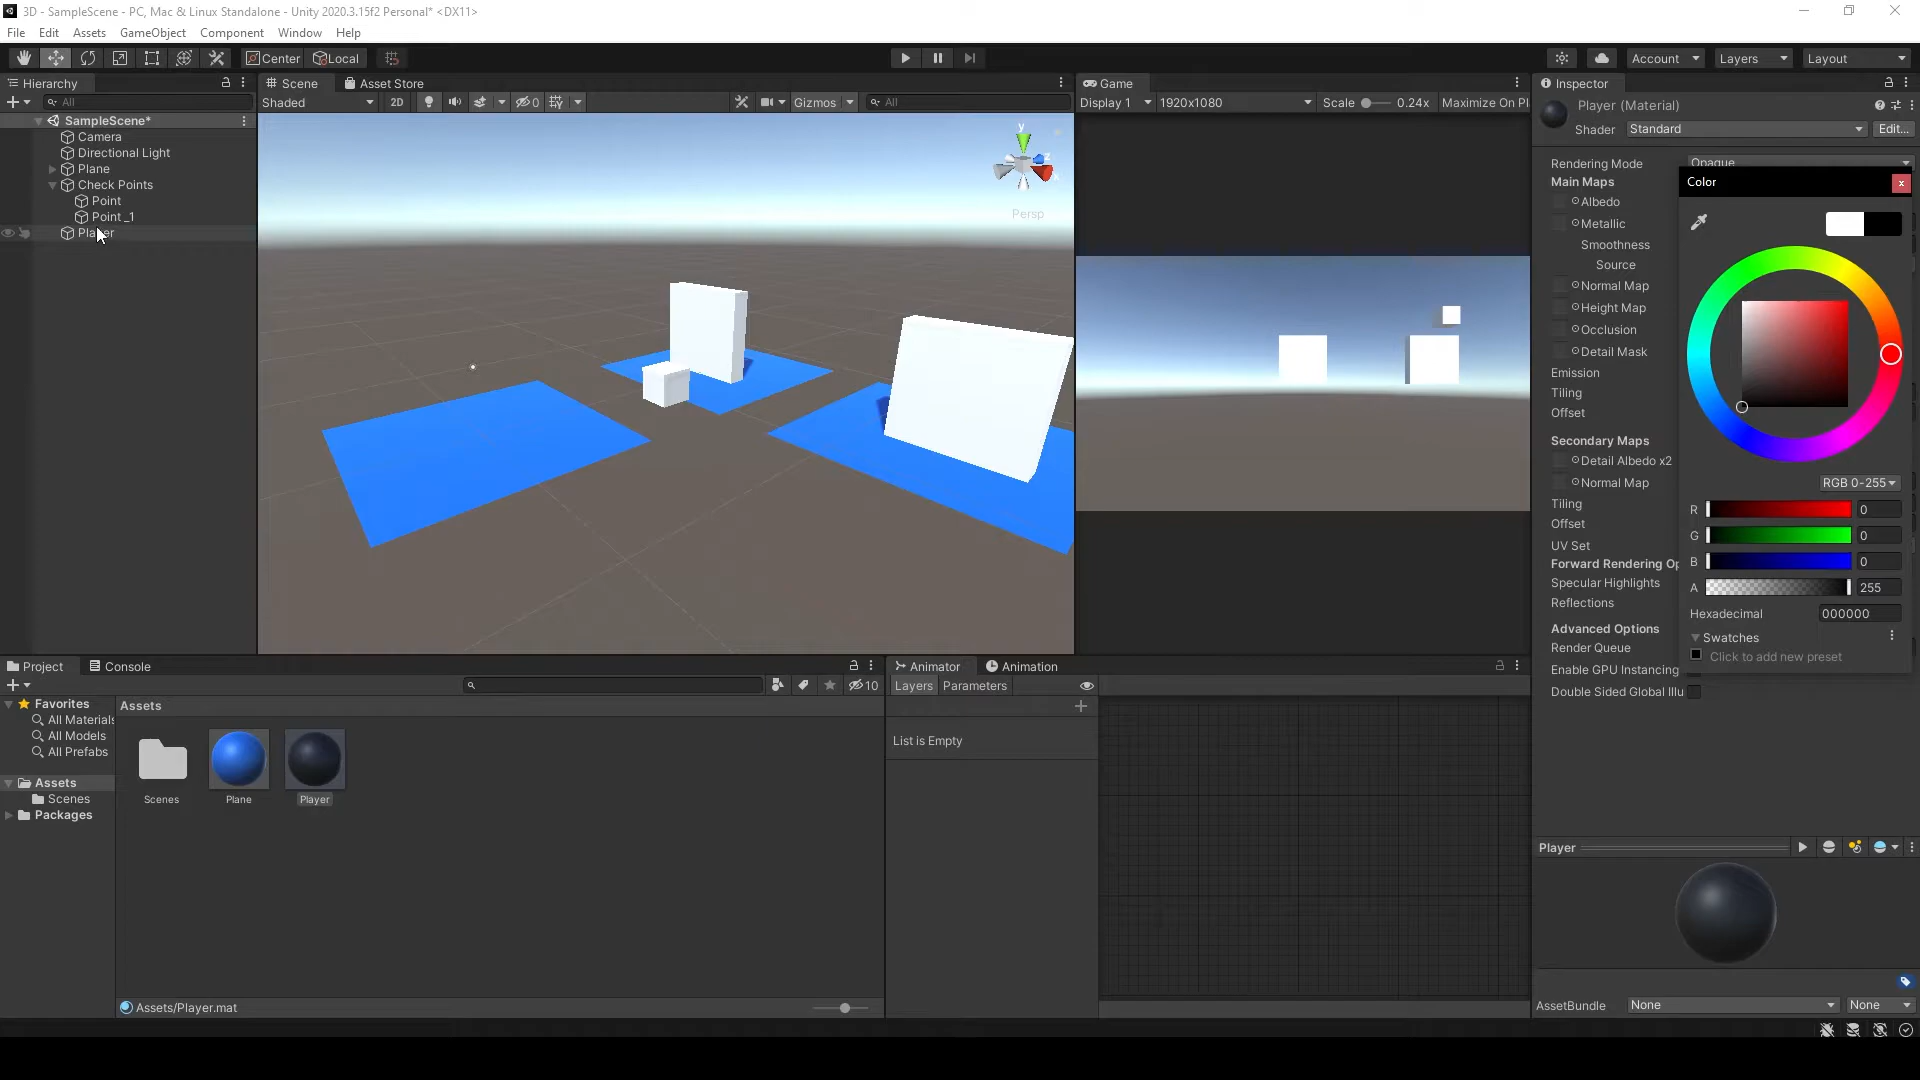 3D - SampleScene - PC, Mac & Linux Standalone - Unity 2020.3.15f2 Personal* <DX11>
File Edit Assets GameObject Component Window Help
Center Local Account Layers Layout
Hierarchy
All
SampleScene*
Camera
Directional Light
Plane
Check Points
Point
Point _1
Player
Scene Asset Store
Shaded 2D 0 Gizmos All
y
z
x
Persp
Game
Display 1 1920x1080 Scale 0.24x Maximize On Pl
Inspector
Player (Material)
Shader Standard Edit...
Rendering Mode Opaque
Main Maps
Albedo
Metallic
Smoothness
Source
Normal Map
Height Map
Occlusion
Detail Mask
Emission
Tiling
Offset
Secondary Maps
Detail Albedo x2
Normal Map
Tiling
Offset
UV Set
Forward Rendering Op
Specular Highlights
Reflections
Advanced Options
Render Queue
Enable GPU Instancing
Double Sided Global Illu
Color
x
RGB 0-255
R 0
G 0
B 0
A 255
Hexadecimal 000000
Swatches
Click to add new preset
Project Console
10
Favorites
All Materials
All Models
All Prefabs
Assets
Scenes
Packages
Assets
Scenes Plane Player
Assets/Player.mat
Animator Animation
Layers Parameters
List is Empty
Player
AssetBundle None None